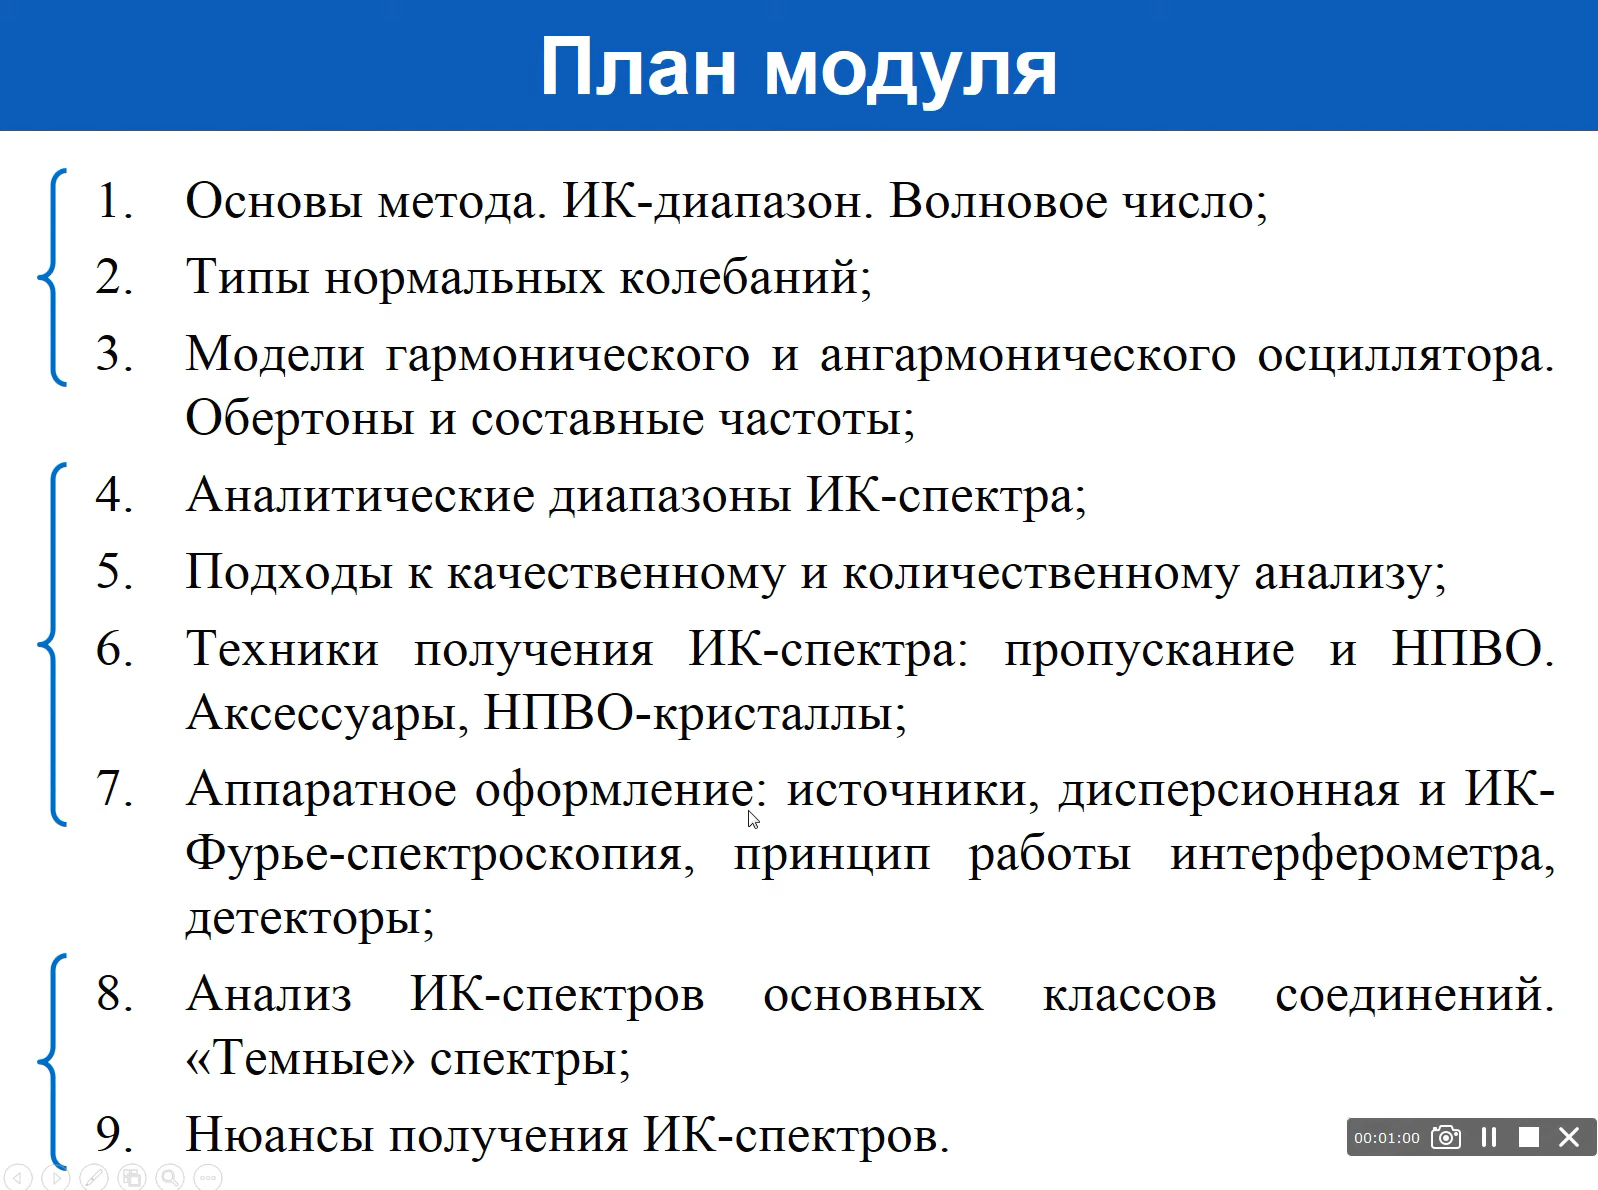 План модуля
1. Основы метода. ИК-диапазон. Волновое число;
2. Типы нормальных колебаний;
3. Модели гармонического и ангармонического осциллятора.
Обертоны и составные частоты;
4. Аналитические диапазоны ИК-спектра;
5. Подходы к качественному и количественному анализу;
6. Техники получения ИК-спектра: пропускание и НПВО.
Аксессуары, НПВО-кристаллы;
7. Аппаратное оформление: источники, дисперсионная и ИК-
Фурье-спектроскопия, принцип работы интерферометра,
детекторы;
8. Анализ ИК-спектров основных классов соединений.
«Темные» спектры;
9. Нюансы получения ИК-спектров.
00:01:00